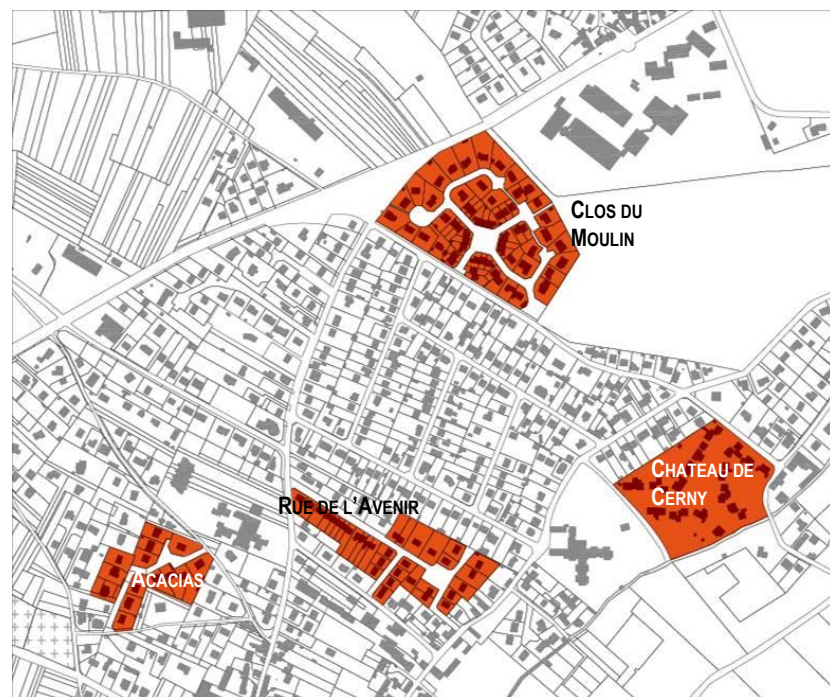 CLOS DU
MOULIN
CHATEAU DE
CERNY
RUE DE L'AVENIR
ACACIAS